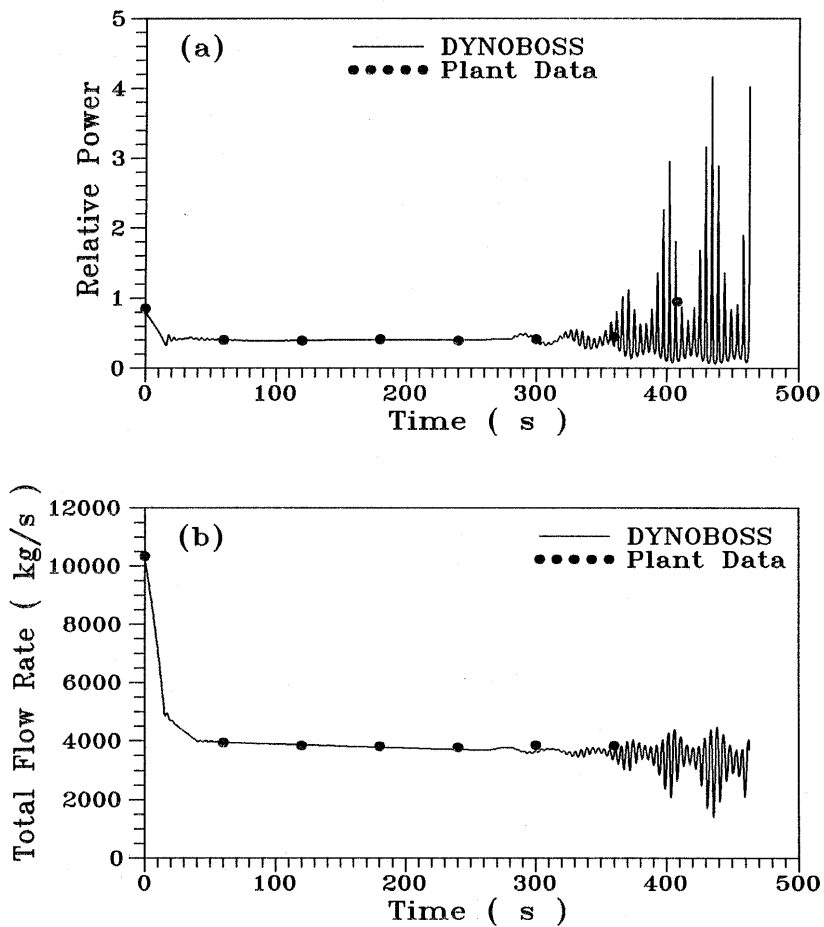 5
(a)
DYNOBOSS
Plant Data
4
3
2
1
0
Relative Power
0 100 200 300 400 500
Time ( s )
12000
(b)
DYNOBOSS
Plant Data
10000
8000
6000
4000
2000
0
Total Flow Rate ( kg/s )
0 100 200 300 400 500
Time ( s )